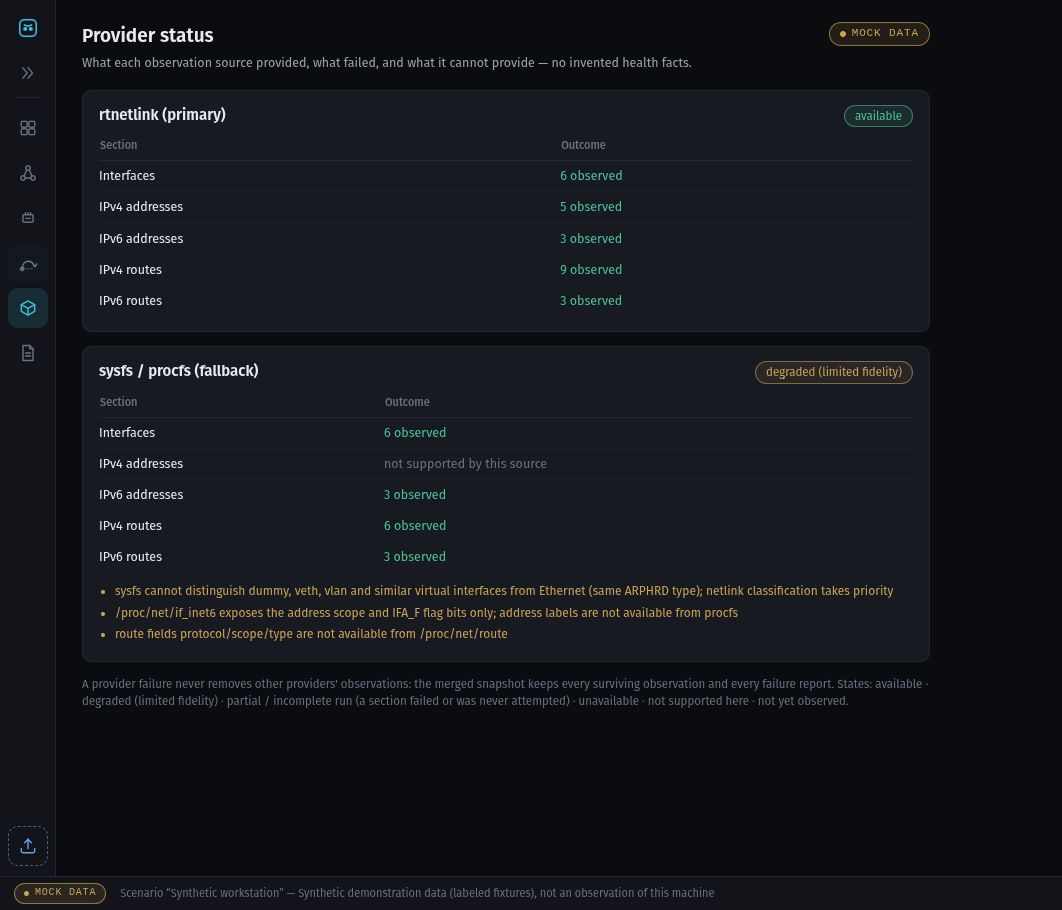 Provider status
MOCK DATA
What each observation source provided, what failed, and what it cannot provide — no invented health facts.
rtnetlink (primary)
available
Section Outcome
Interfaces 6 observed
IPv4 addresses 5 observed
IPv6 addresses 3 observed
IPv4 routes 9 observed
IPv6 routes 3 observed
sysfs / procfs (fallback)
degraded (limited fidelity)
Section Outcome
Interfaces 6 observed
IPv4 addresses not supported by this source
IPv6 addresses 3 observed
IPv4 routes 6 observed
IPv6 routes 3 observed
• sysfs cannot distinguish dummy, veth, vlan and similar virtual interfaces from Ethernet (same ARPHRD type); netlink classification takes priority
• /proc/net/if_inet6 exposes the address scope and IFA_F flag bits only; address labels are not available from procfs
• route fields protocol/scope/type are not available from /proc/net/route
A provider failure never removes other providers' observations: the merged snapshot keeps every surviving observation and every failure report. States: available ·
degraded (limited fidelity) · partial / incomplete run (a section failed or was never attempted) · unavailable · not supported here · not yet observed.
MOCK DATA
Scenario “Synthetic workstation” — Synthetic demonstration data (labeled fixtures), not an observation of this machine